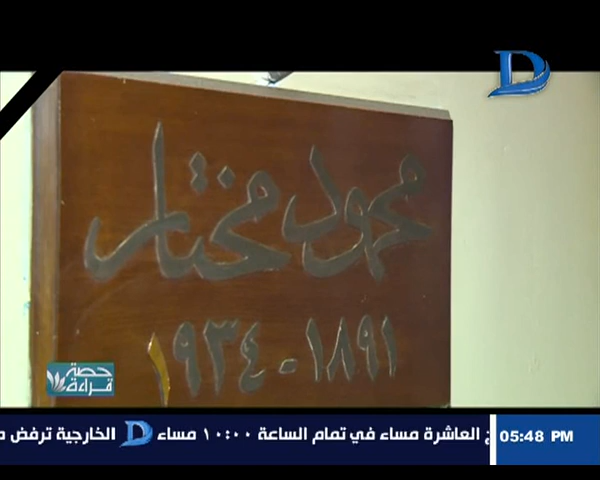 محمود مختار
١٨٩١ - ١٩٣٤
حصة
قراءة
العاشرة مساء في تمام الساعة ١٠:٠٠ مساء D الخارجية ترفض
05:48 PM